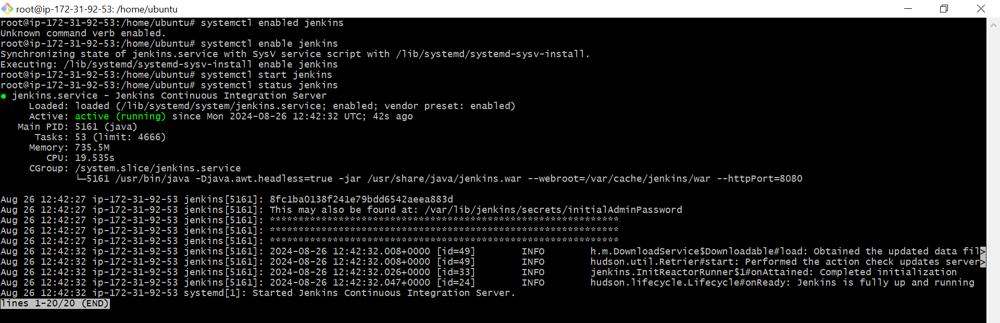 root@ip-172-31-92-53: /home/ubuntu
root@ip-172-31-92-53:/home/ubuntu# systemctl enabled jenkins
Unknown command verb enabled.
root@ip-172-31-92-53:/home/ubuntu# systemctl enable jenkins
Synchronizing state of jenkins.service with SysV service script with /lib/systemd/systemd-sysv-install.
Executing: /lib/systemd/systemd-sysv-install enable jenkins
root@ip-172-31-92-53:/home/ubuntu# systemctl start jenkins
root@ip-172-31-92-53:/home/ubuntu# systemctl status jenkins
● jenkins.service - Jenkins Continuous Integration Server
     Loaded: loaded (/lib/systemd/system/jenkins.service; enabled; vendor preset: enabled)
     Active: active (running) since Mon 2024-08-26 12:42:32 UTC; 42s ago
   Main PID: 5161 (java)
      Tasks: 53 (limit: 4666)
     Memory: 735.5M
        CPU: 19.535s
     CGroup: /system.slice/jenkins.service
             └─5161 /usr/bin/java -Djava.awt.headless=true -jar /usr/share/java/jenkins.war --webroot=/var/cache/jenkins/war --httpPort=8080
Aug 26 12:42:27 ip-172-31-92-53 jenkins[5161]: 8fc1ba0138f241e79bdd6542aeea883d
Aug 26 12:42:27 ip-172-31-92-53 jenkins[5161]: This may also be found at: /var/lib/jenkins/secrets/initialAdminPassword
Aug 26 12:42:27 ip-172-31-92-53 jenkins[5161]: *************************************************************
Aug 26 12:42:27 ip-172-31-92-53 jenkins[5161]: *************************************************************
Aug 26 12:42:27 ip-172-31-92-53 jenkins[5161]: *************************************************************
Aug 26 12:42:32 ip-172-31-92-53 jenkins[5161]: 2024-08-26 12:42:32.008+0000 [id=49]        INFO        h.m.DownloadService$Downloadable#load: Obtained the updated data fil>
Aug 26 12:42:32 ip-172-31-92-53 jenkins[5161]: 2024-08-26 12:42:32.008+0000 [id=49]        INFO        hudson.util.Retrier#start: Performed the action check updates server>
Aug 26 12:42:32 ip-172-31-92-53 jenkins[5161]: 2024-08-26 12:42:32.026+0000 [id=33]        INFO        jenkins.InitReactorRunner$1#onAttained: Completed initialization
Aug 26 12:42:32 ip-172-31-92-53 jenkins[5161]: 2024-08-26 12:42:32.047+0000 [id=24]        INFO        hudson.lifecycle.Lifecycle#onReady: Jenkins is fully up and running
Aug 26 12:42:32 ip-172-31-92-53 systemd[1]: Started Jenkins Continuous Integration Server.
lines 1-20/20 (END)